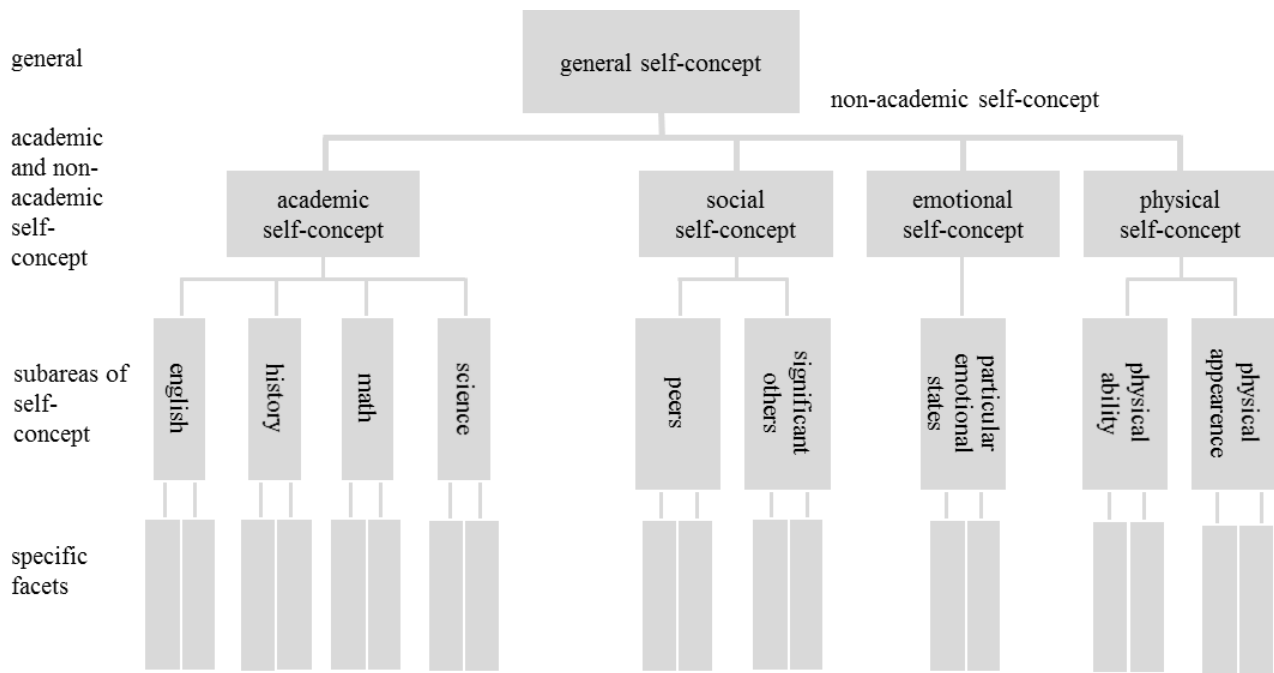 general
general self-concept
non-academic self-concept
academic
and non-
academic
self-
concept
academic
self-concept
social
self-concept
emotional
self-concept
physical
self-concept
subareas of
self-
concept
english
history
math
science
peers
significant
others
particular
emotional
states
physical
ability
physical
appearence
specific
facets